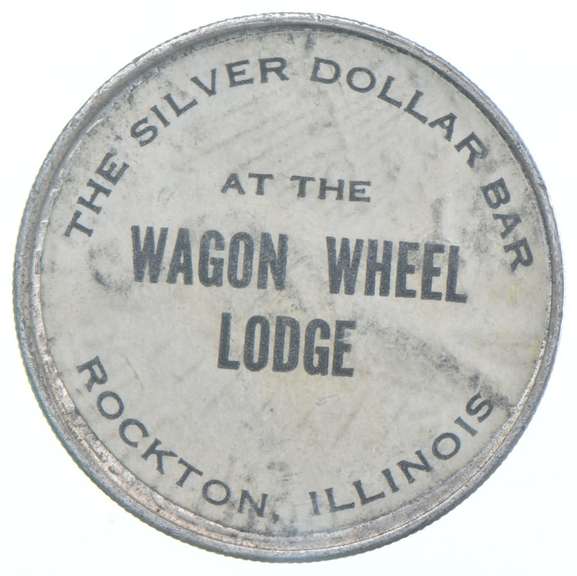 THE SILVER DOLLAR BAR
AT THE
WAGON WHEEL
LODGE
ROCKTON, ILLINOIS